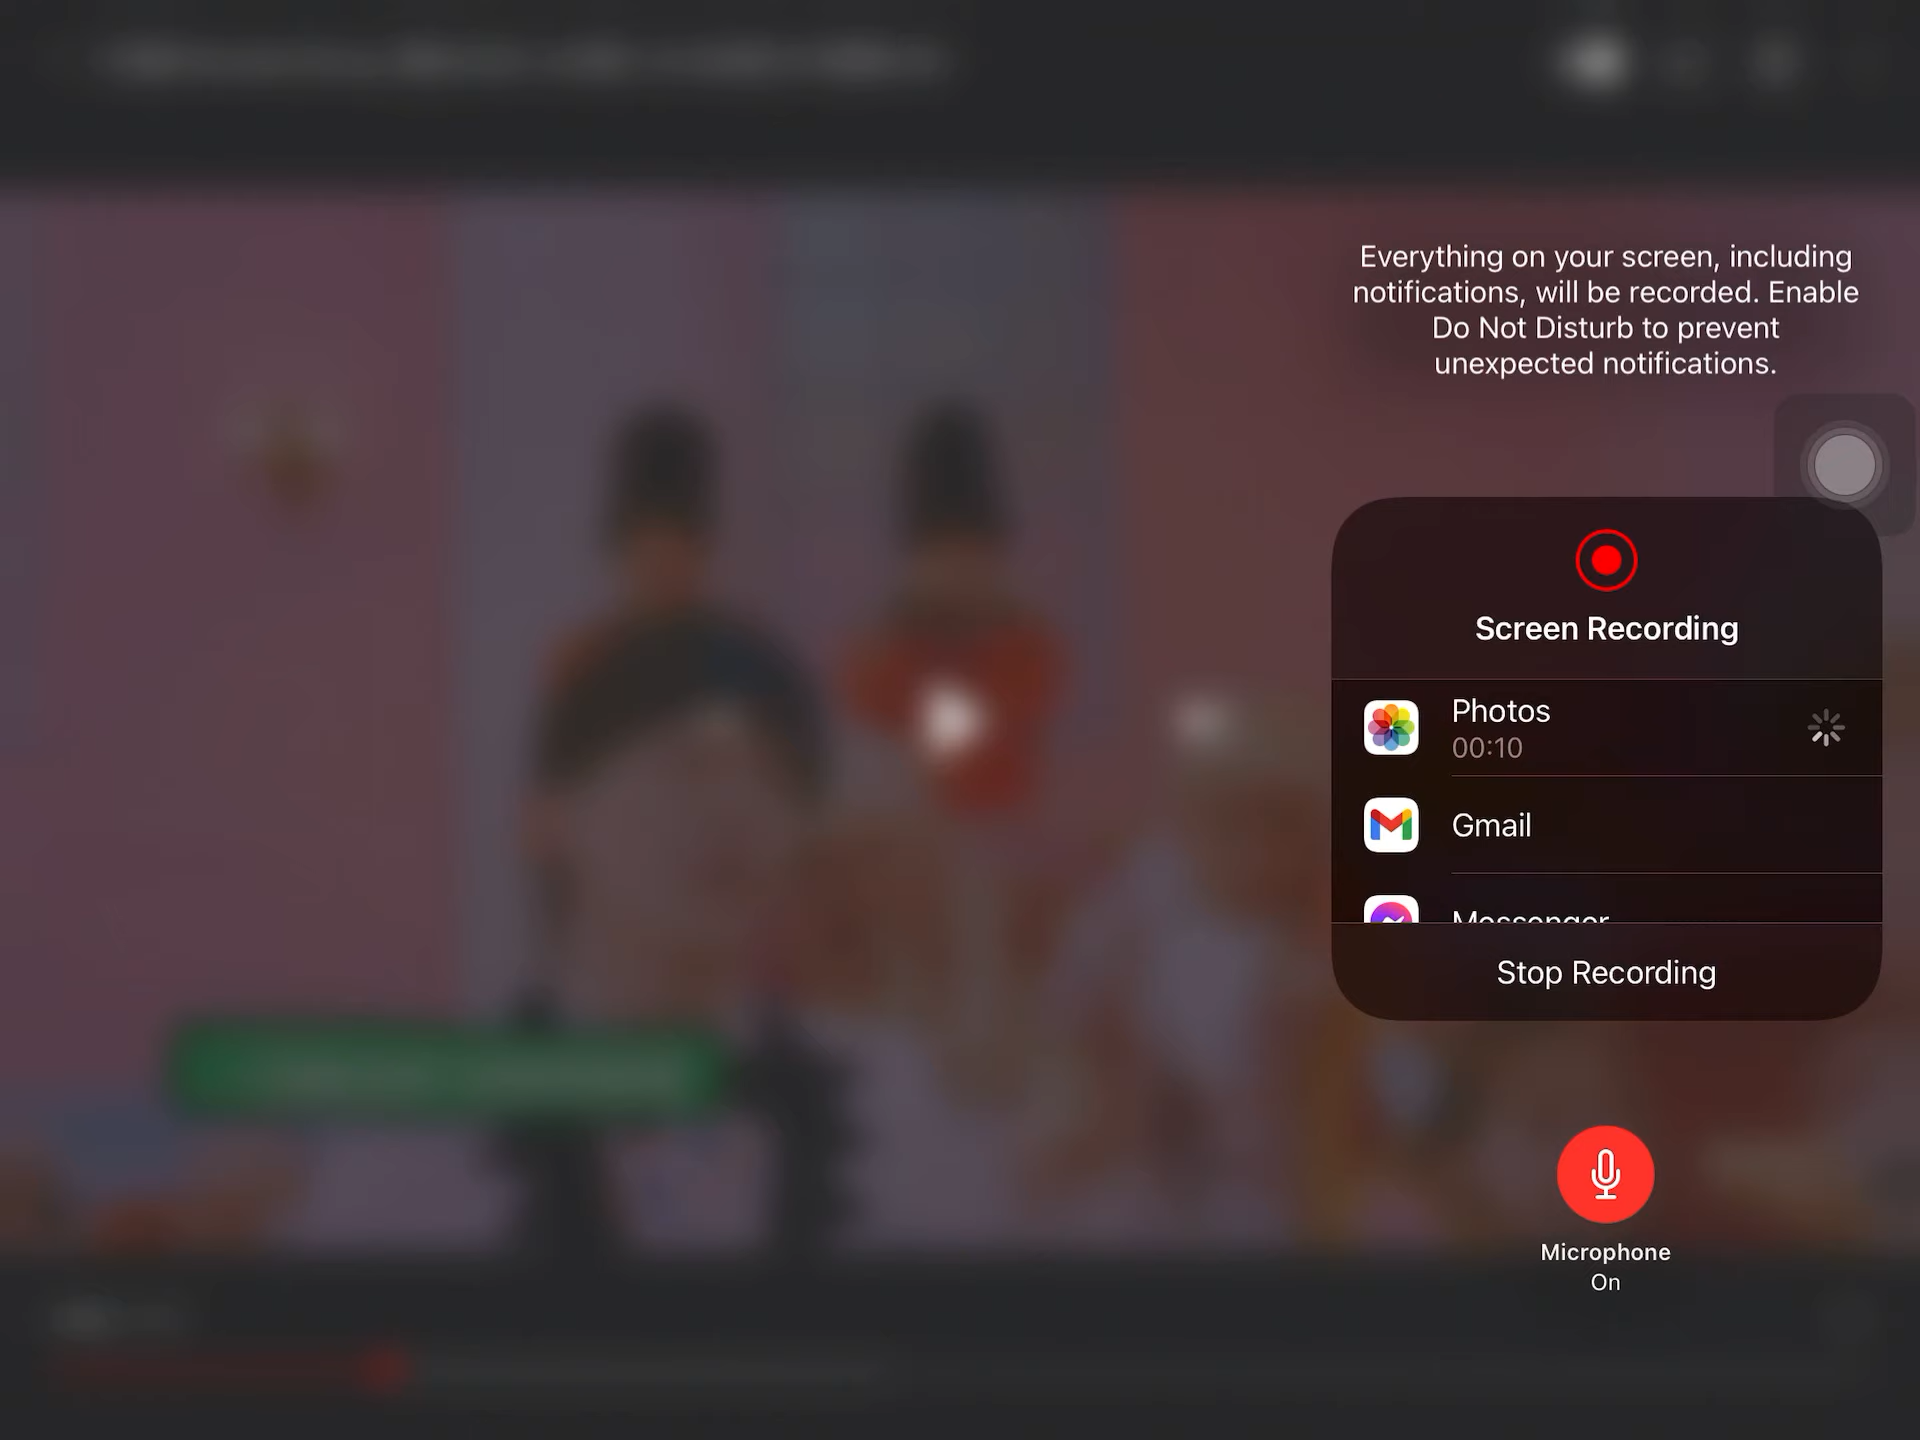 Everything on your screen, including
notifications, will be recorded. Enable
Do Not Disturb to prevent
unexpected notifications.
Screen Recording
Photos
00:10
Gmail
Messenger
Stop Recording
Microphone
On